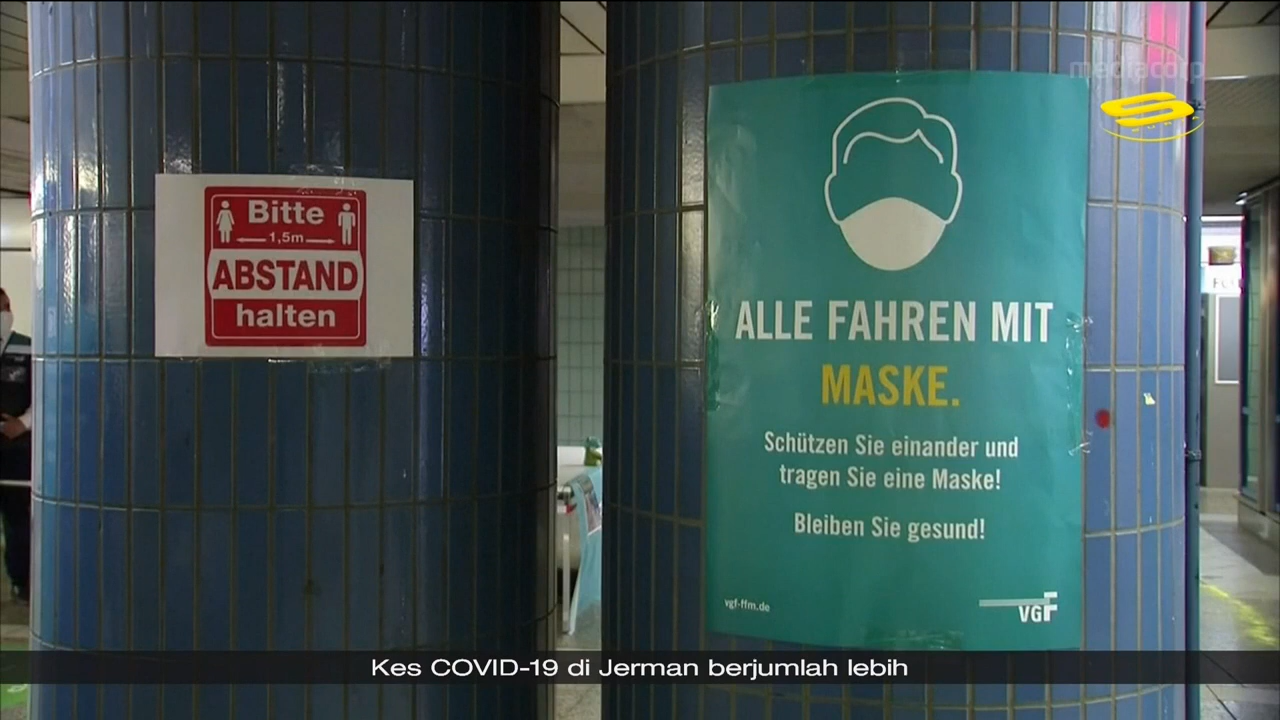 mediacorp
Bitte
1,5m
ABSTAND
halten
ALLE FAHREN MIT
MASKE.
Schützen Sie einander und
tragen Sie eine Maske!
Bleiben Sie gesund!
vgf-ffm.de
VGF
Kes COVID-19 di Jerman berjumlah lebih